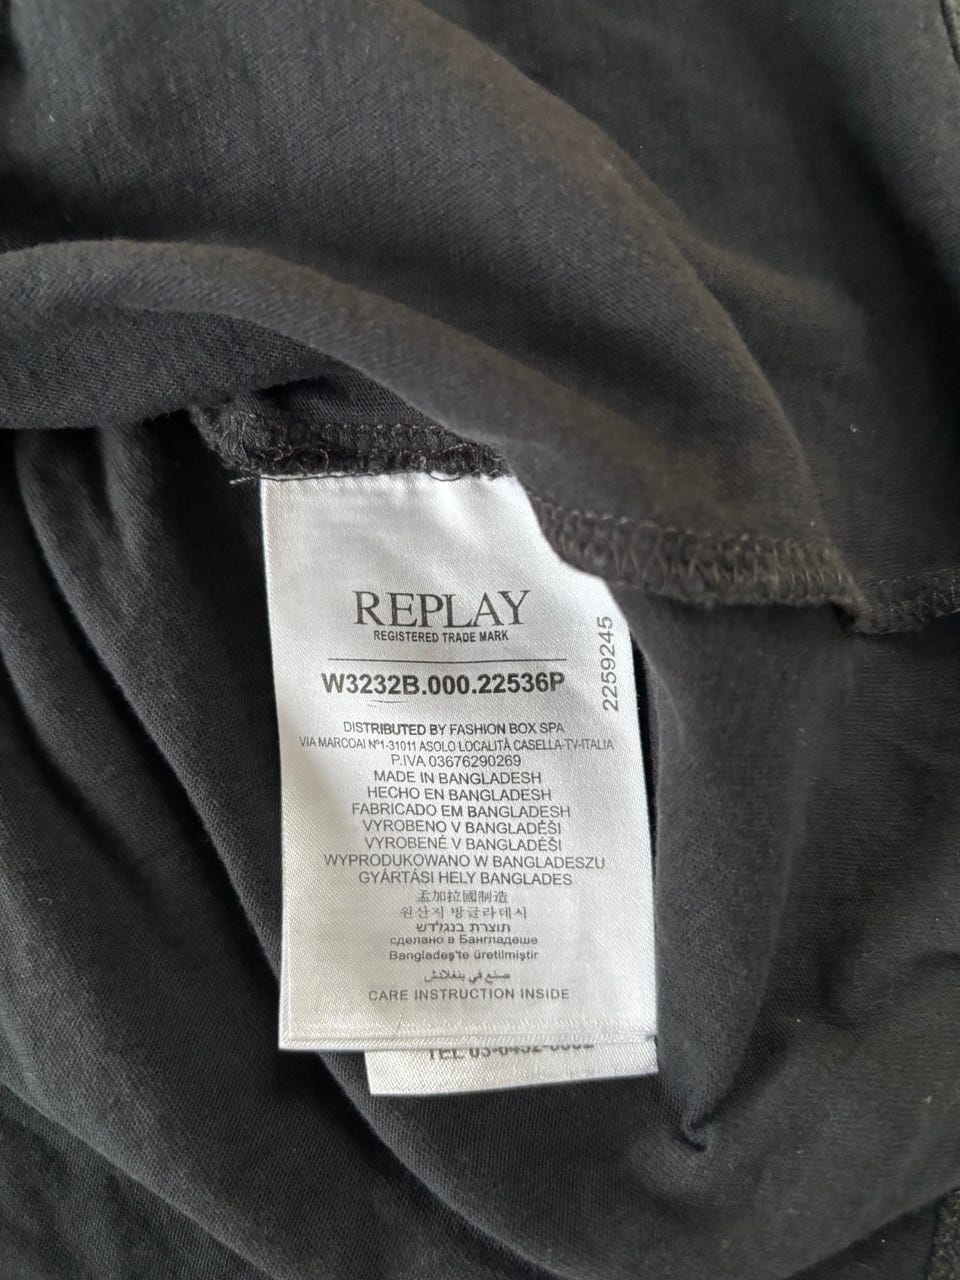 REPLAY
REGISTERED TRADE MARK
W3232B.000.22536P
2259245
DISTRIBUTED BY FASHION BOX SPA
VIA MARCOAI N°1-31011 ASOLO LOCALITÀ CASELLA-TV-ITALIA
P.IVA 03676290269
MADE IN BANGLADESH
HECHO EN BANGLADESH
FABRICADO EM BANGLADESH
VYROBENO V BANGLADÉŠI
VYROBENÉ V BANGLADÉŠI
WYPRODUKOWANO W BANGLADESZU
GYÁRTÁSI HELY BANGLADES
孟加拉國制造
원산지 방글라데시
תוצרת בנגלדש
сделано в Бангладеше
Bangladeş'te üretilmiştir
صنع في بنغلادش
CARE INSTRUCTION INSIDE
TEL